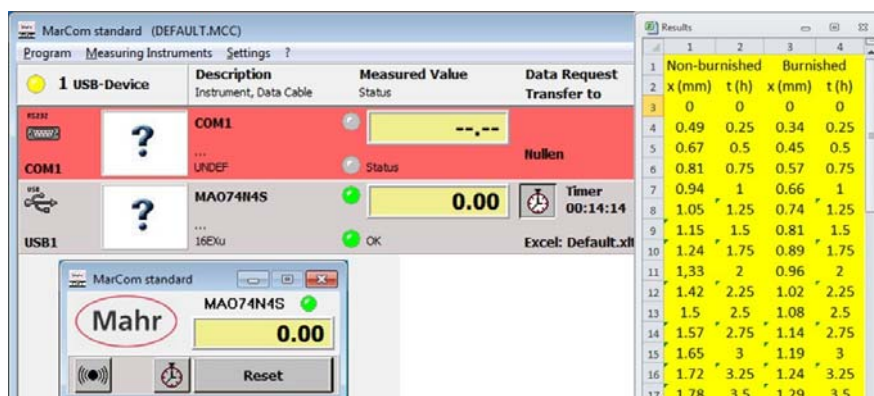 MarCom standard (DEFAULT.MCC)
Program Measuring Instruments Settings ?
1 USB-Device Description Measured Value Data Request
Instrument, Data Cable Status Transfer to
RS232
COM1 --.--
...
COM1 UNDEF Status Nullen
USB
MA074N4S 0.00 Timer
00:14:14
...
USB1 16EXu OK Excel: Default.xlt
MarCom standard
MA074N4S
Mahr
0.00
Reset
Results
1 2 3 4
1 Non-burnished Burnished
2 x (mm) t (h) x (mm) t (h)
3 0 0 0 0
4 0.49 0.25 0.34 0.25
5 0.67 0.5 0.45 0.5
6 0.81 0.75 0.57 0.75
7 0.94 1 0.66 1
8 1.05 1.25 0.74 1.25
9 1.15 1.5 0.81 1.5
10 1.24 1.75 0.89 1.75
11 1,33 2 0.96 2
12 1.42 2.25 1.02 2.25
13 1.5 2.5 1.08 2.5
14 1.57 2.75 1.14 2.75
15 1.65 3 1.19 3
16 1.72 3.25 1.24 3.25
17 1.78 3.5 1.29 3.5